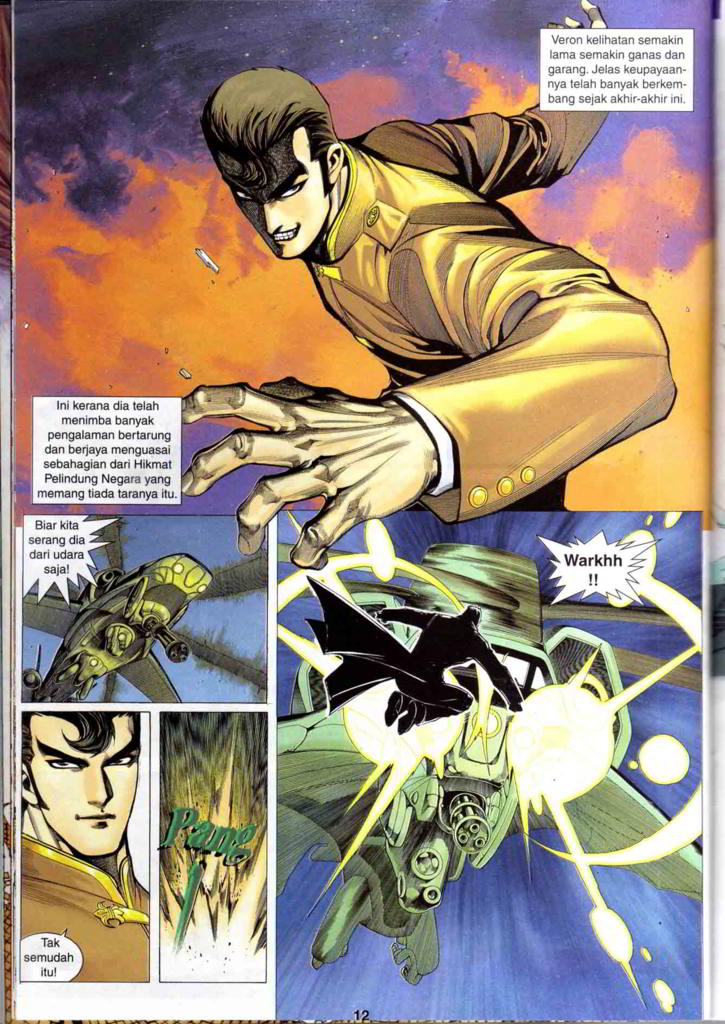 Veron kelihatan semakin
lama semakin ganas dan
garang. Jelas keupayaan-
nya telah banyak berkem-
bang sejak akhir-akhir ini.
Ini kerana dia telah
menimba banyak
pengalaman bertarung
dan berjaya menguasai
sebahagian dari Hikmat
Pelindung Negara yang
memang tiada taranya itu.
Biar kita
serang dia
dari udara
saja!
Warkhh
!!
Pang
!
Tak
semudah
itu!
12